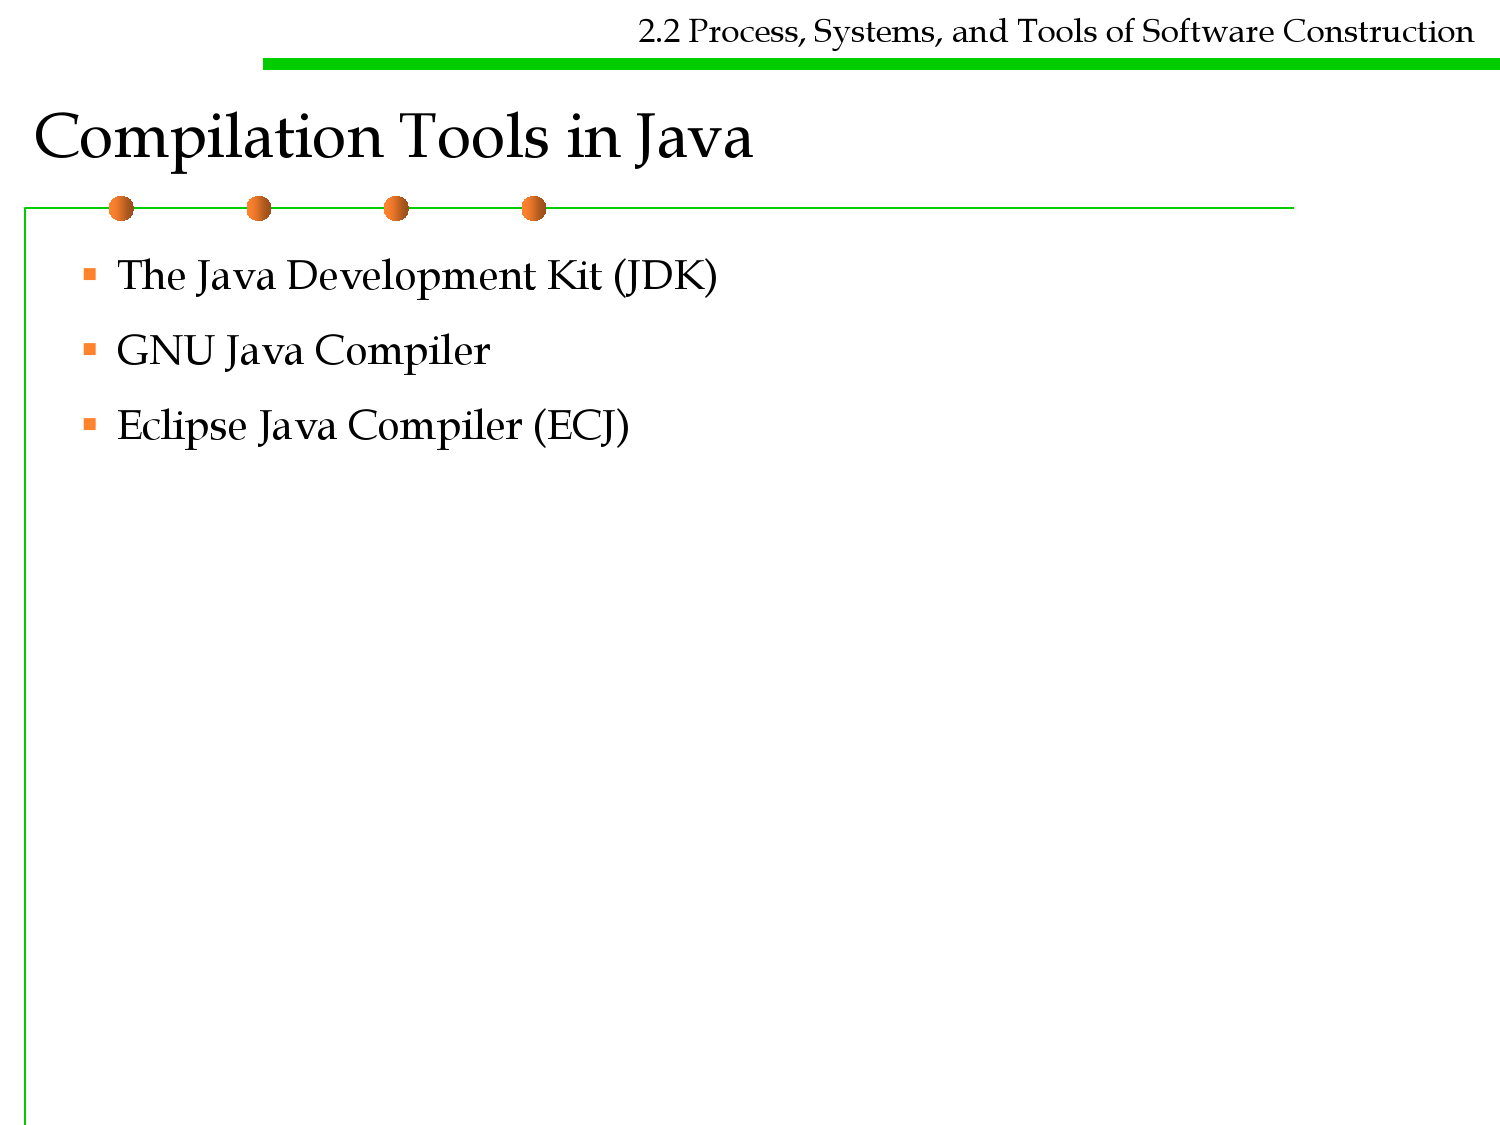 2.2 Process, Systems, and Tools of Software Construction
Compilation Tools in Java
▪ The Java Development Kit (JDK)
▪ GNU Java Compiler
▪ Eclipse Java Compiler (ECJ)